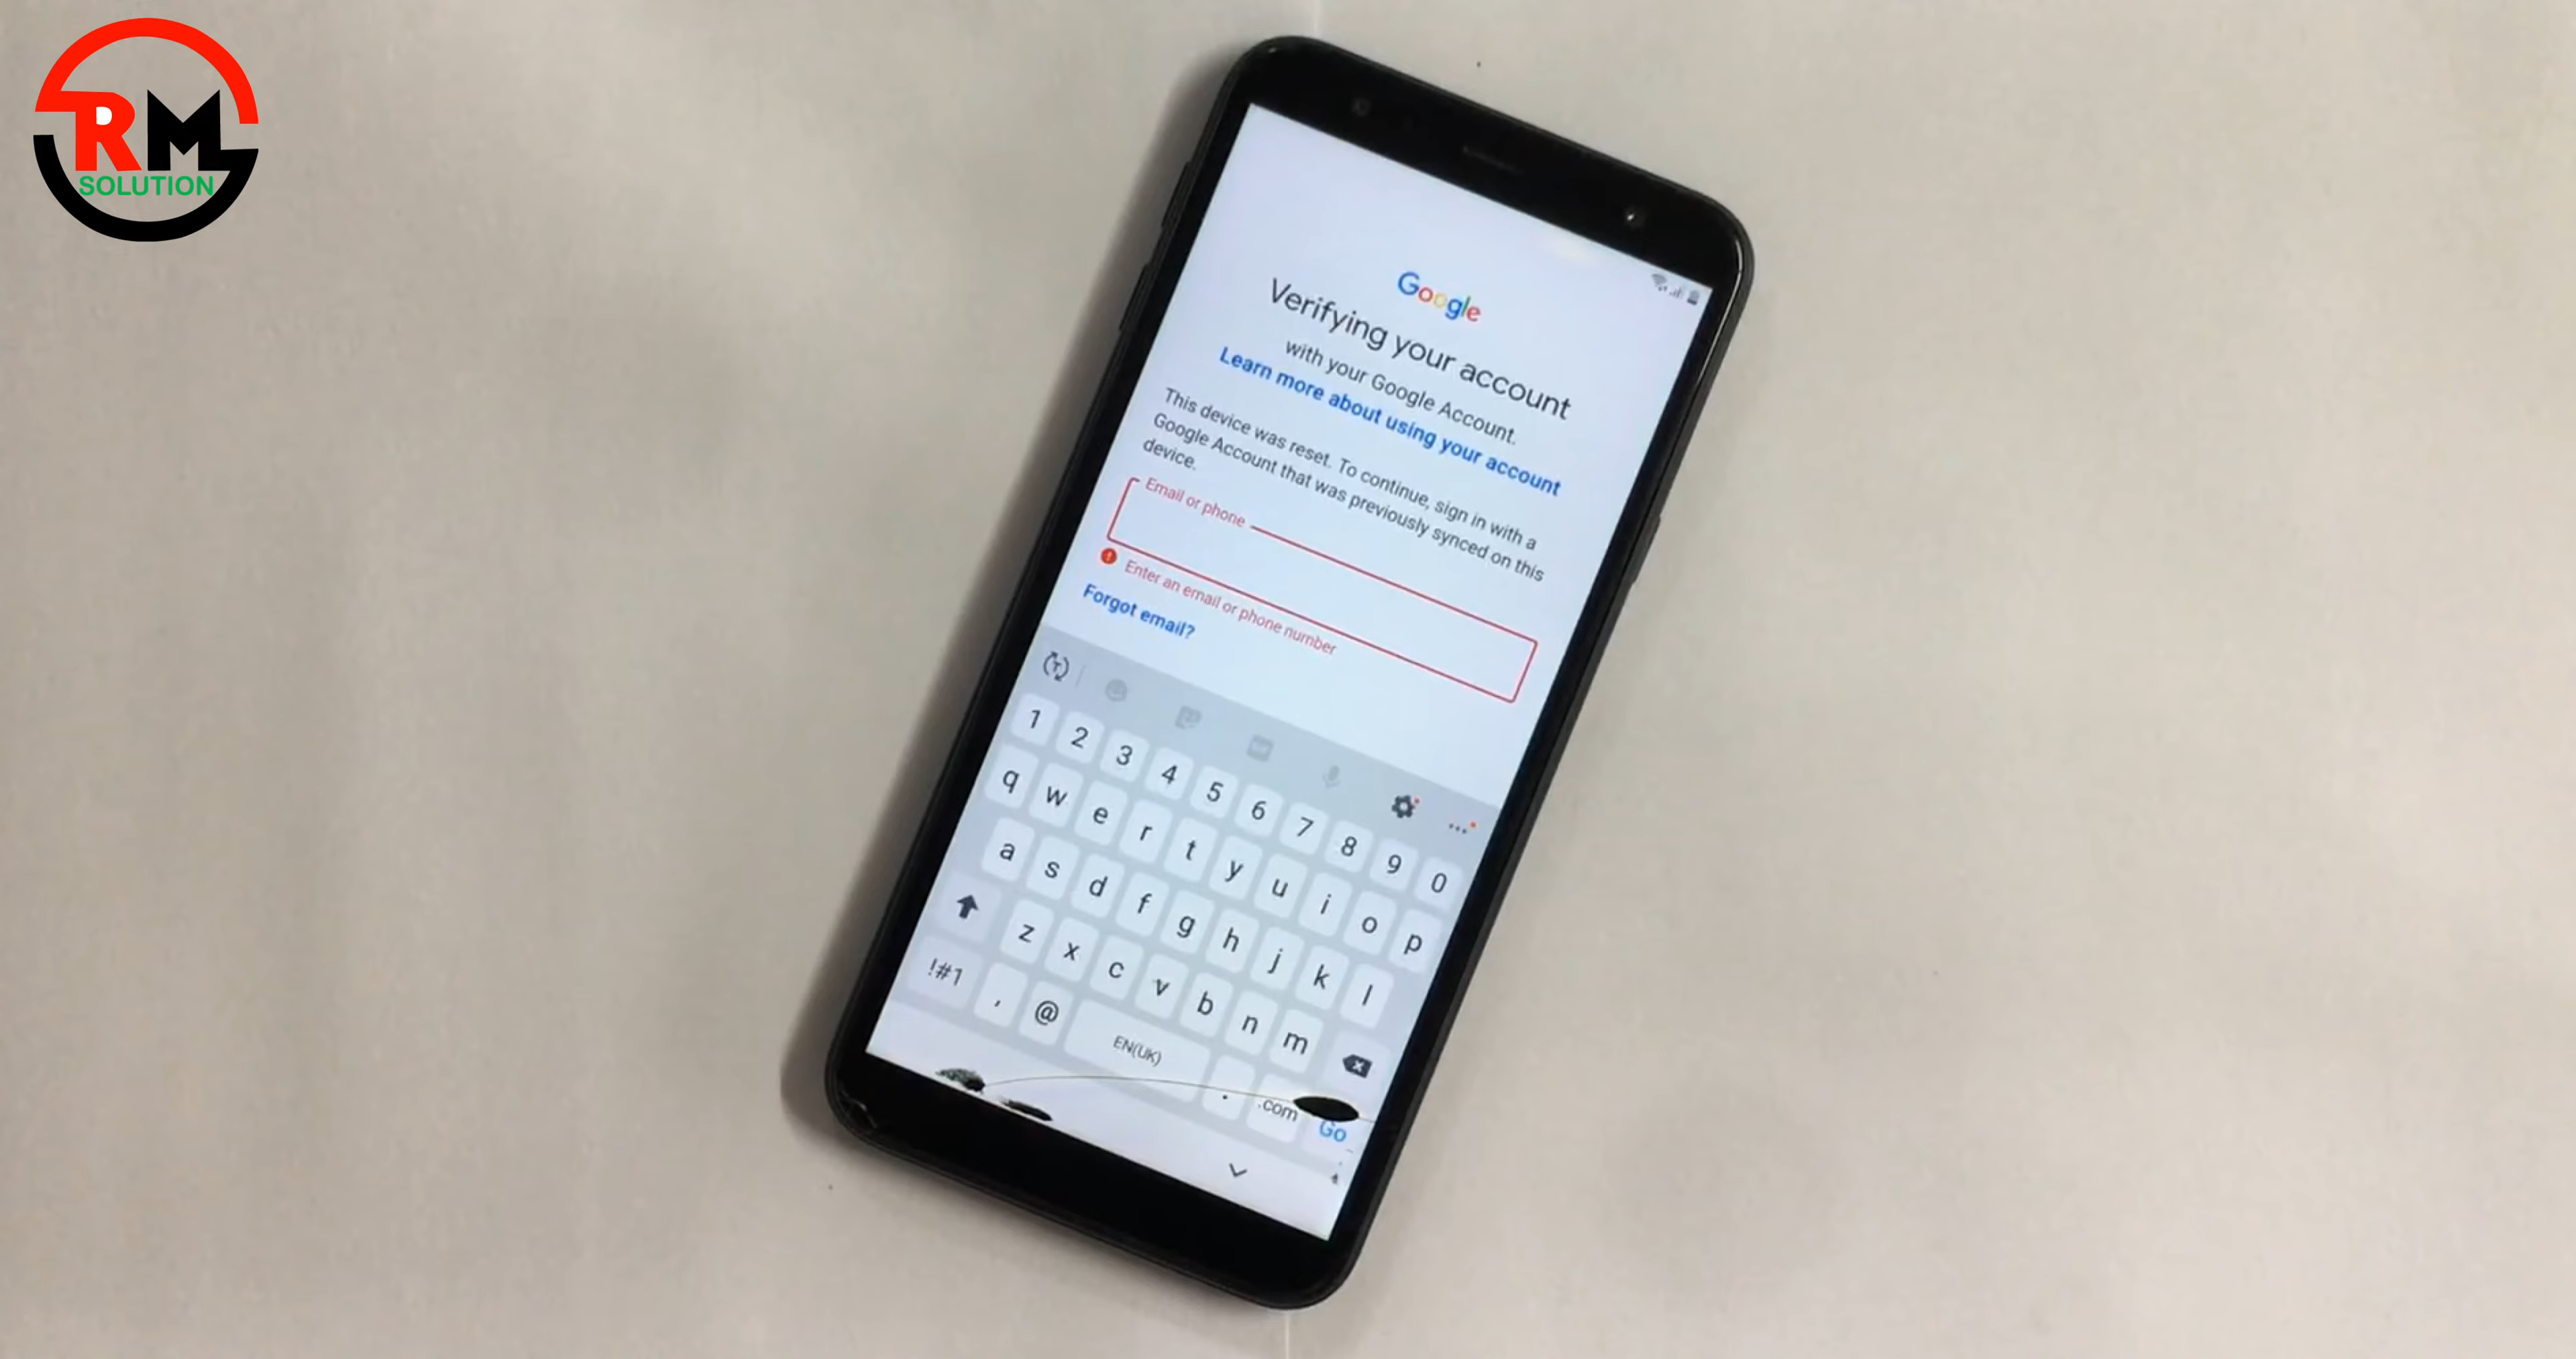 RM
SOLUTION
Google
Verifying your account
with your Google Account.
Learn more about using your account
This device was reset. To continue, sign in with a
Google Account that was previously synced on this
device.
Email or phone
Enter an email or phone number
Forgot email?
1 2 3 4 5 6 7 8 9 0
q w e r t y u i o p
a s d f g h j k l
z x c v b n m
!#1 , @ EN(UK) . .com Go